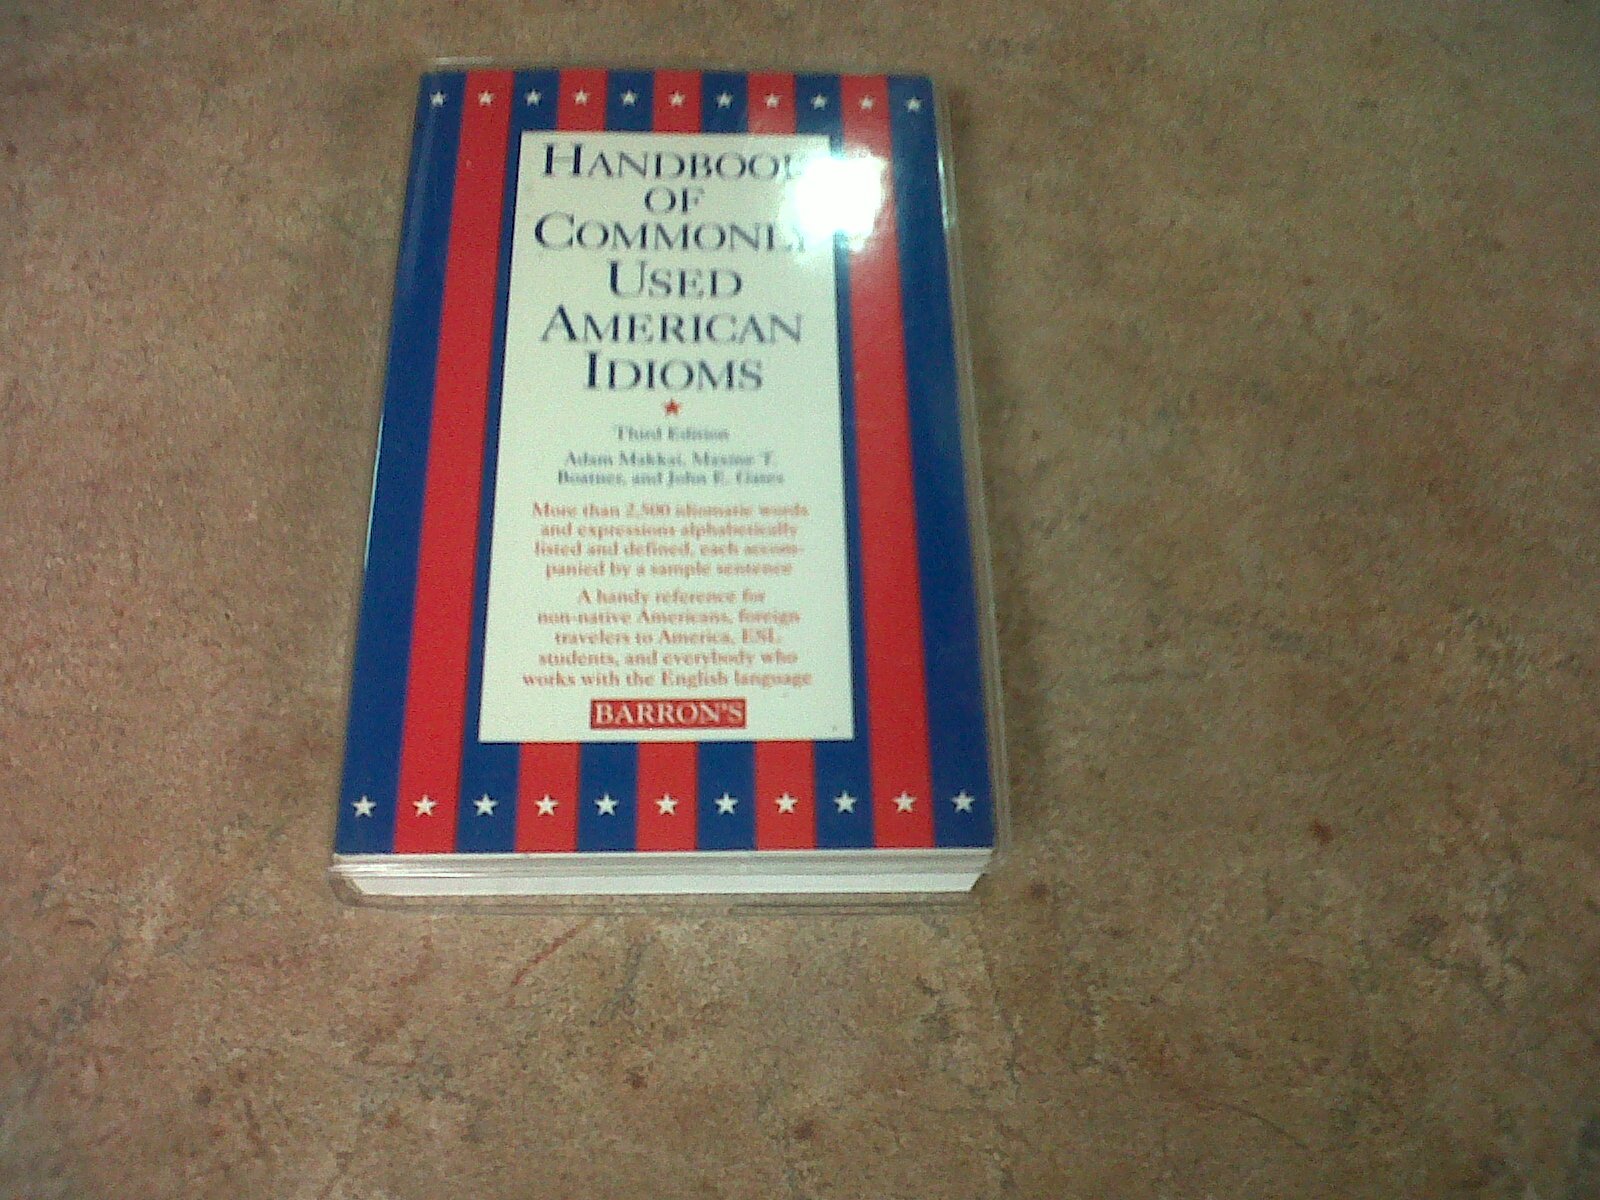 HANDBOOK
OF
COMMONLY
USED
AMERICAN
IDIOMS
Third Edition
Adam Makkai, Maxine T.
Boatner, and John E. Gates
More than 2,500 idiomatic words
and expressions alphabetically
listed and defined, each accom-
panied by a sample sentence
A handy reference for
non-native Americans, foreign
travelers to America, ESL
students, and everybody who
works with the English language
BARRON'S